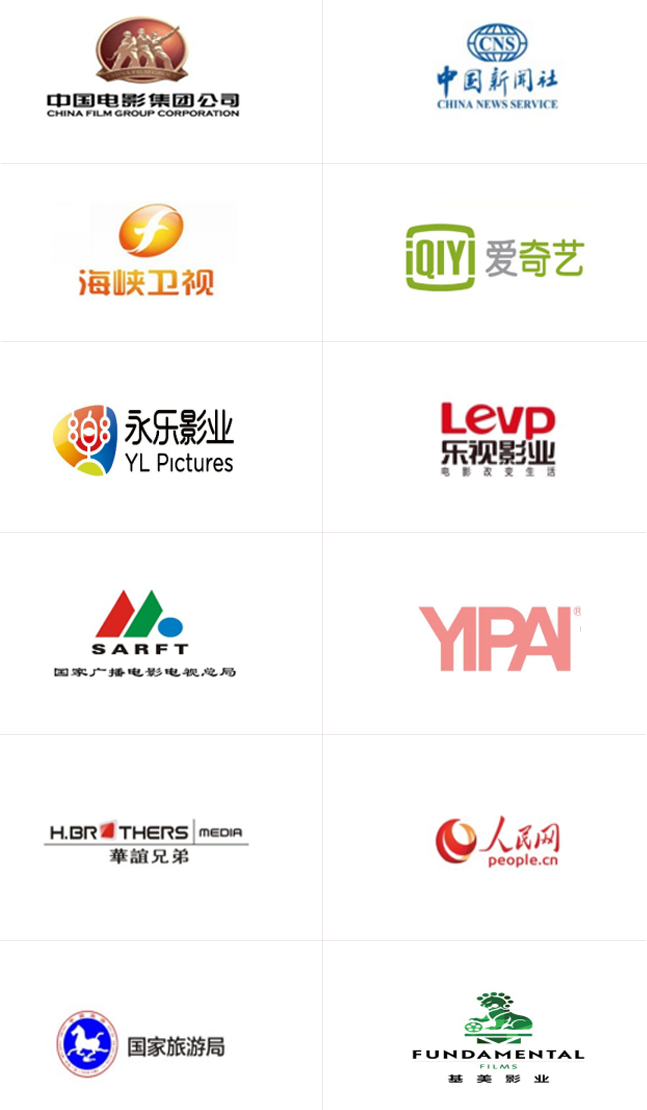 中国电影集团公司
CHINA FILM GROUP CORPORATION
CNS
中国新闻社
CHINA NEWS SERVICE
海峡卫视
iQIYI 爱奇艺
永乐影业
YL Pictures
Levp
乐视影业
电影改变生活
SARFT
国家广播电影电视总局
YIPAI ®
H.BROTHERS MEDIA
華誼兄弟
人民网
people.cn
国家旅游局
FUNDAMENTAL
FILMS
基美影业